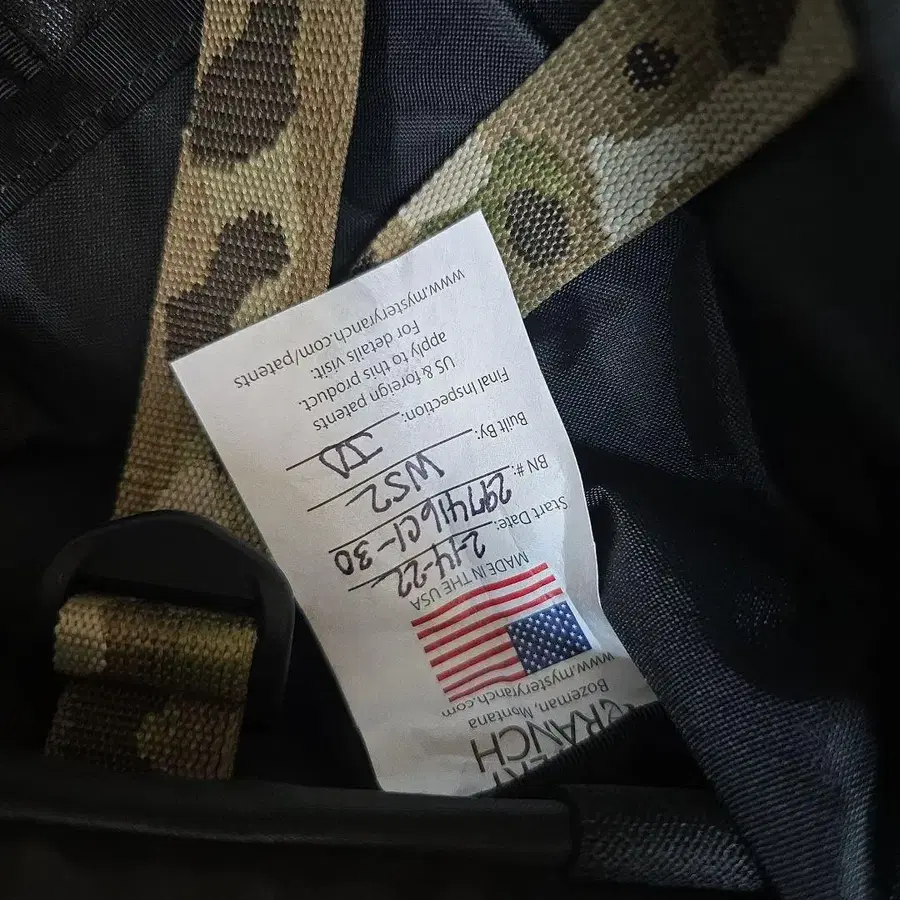 RANCH
Bozeman, Montana
www.mysteryranch.com
MADE IN THE USA
Start Date: 2-14-22
BN #: 297416C1-30
Built By: WS2
Final Inspection: JD
US & foreign patents
apply to this product.
For details visit.
www.mysteryranch.com/patents